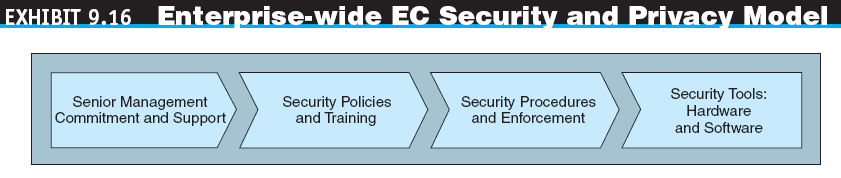 EXHIBIT 9.16 Enterprise-wide EC Security and Privacy Model
Senior Management
Commitment and Support
Security Policies
and Training
Security Procedures
and Enforcement
Security Tools:
Hardware
and Software